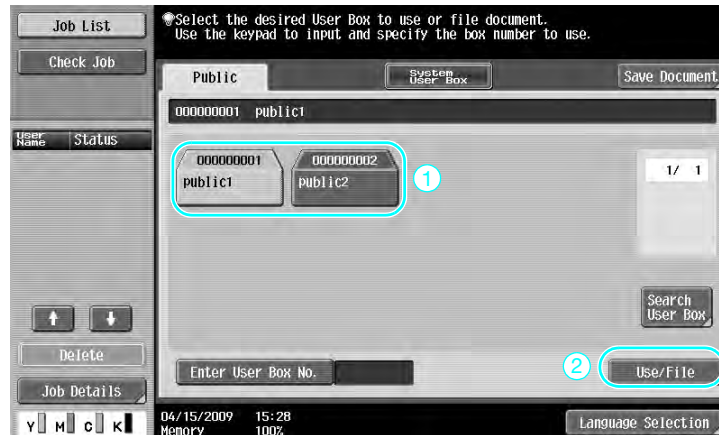 Job List
Check Job
User Name
Status
Delete
Job Details
Y M C K
Select the desired User Box to use or file document.
Use the keypad to input and specify the box number to use.
Public
System User Box
Save Document
000000001 public1
000000001
public1
000000002
public2
1
1/ 1
Search
User Box
Enter User Box No.
2
Use/File
04/15/2009 15:28
Memory 100%
Language Selection